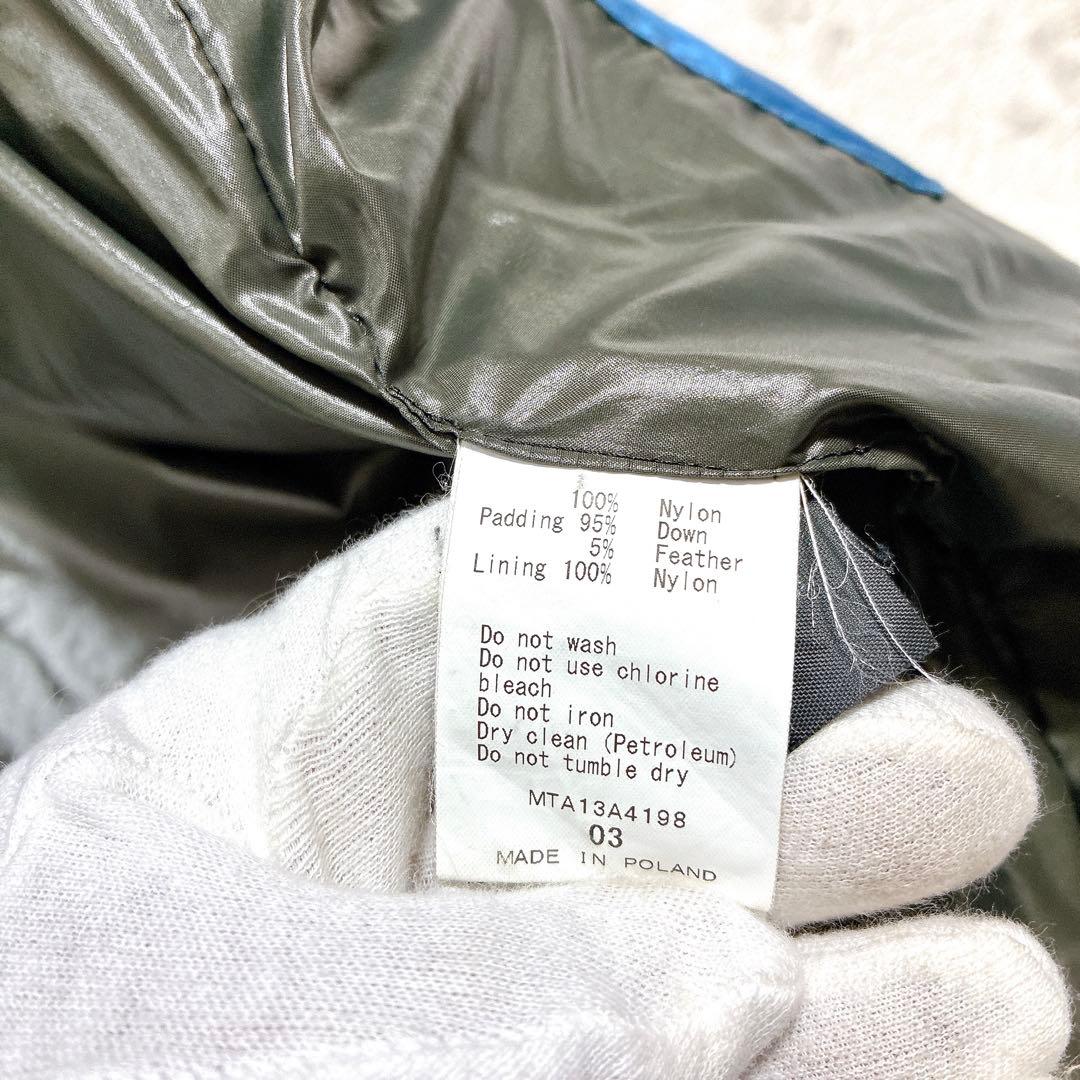 100% Nylon
Padding 95% Down
5% Feather
Lining 100% Nylon
Do not wash
Do not use chlorine
bleach
Do not iron
Dry clean (Petroleum)
Do not tumble dry
MTA13A4198
03
MADE IN POLAND